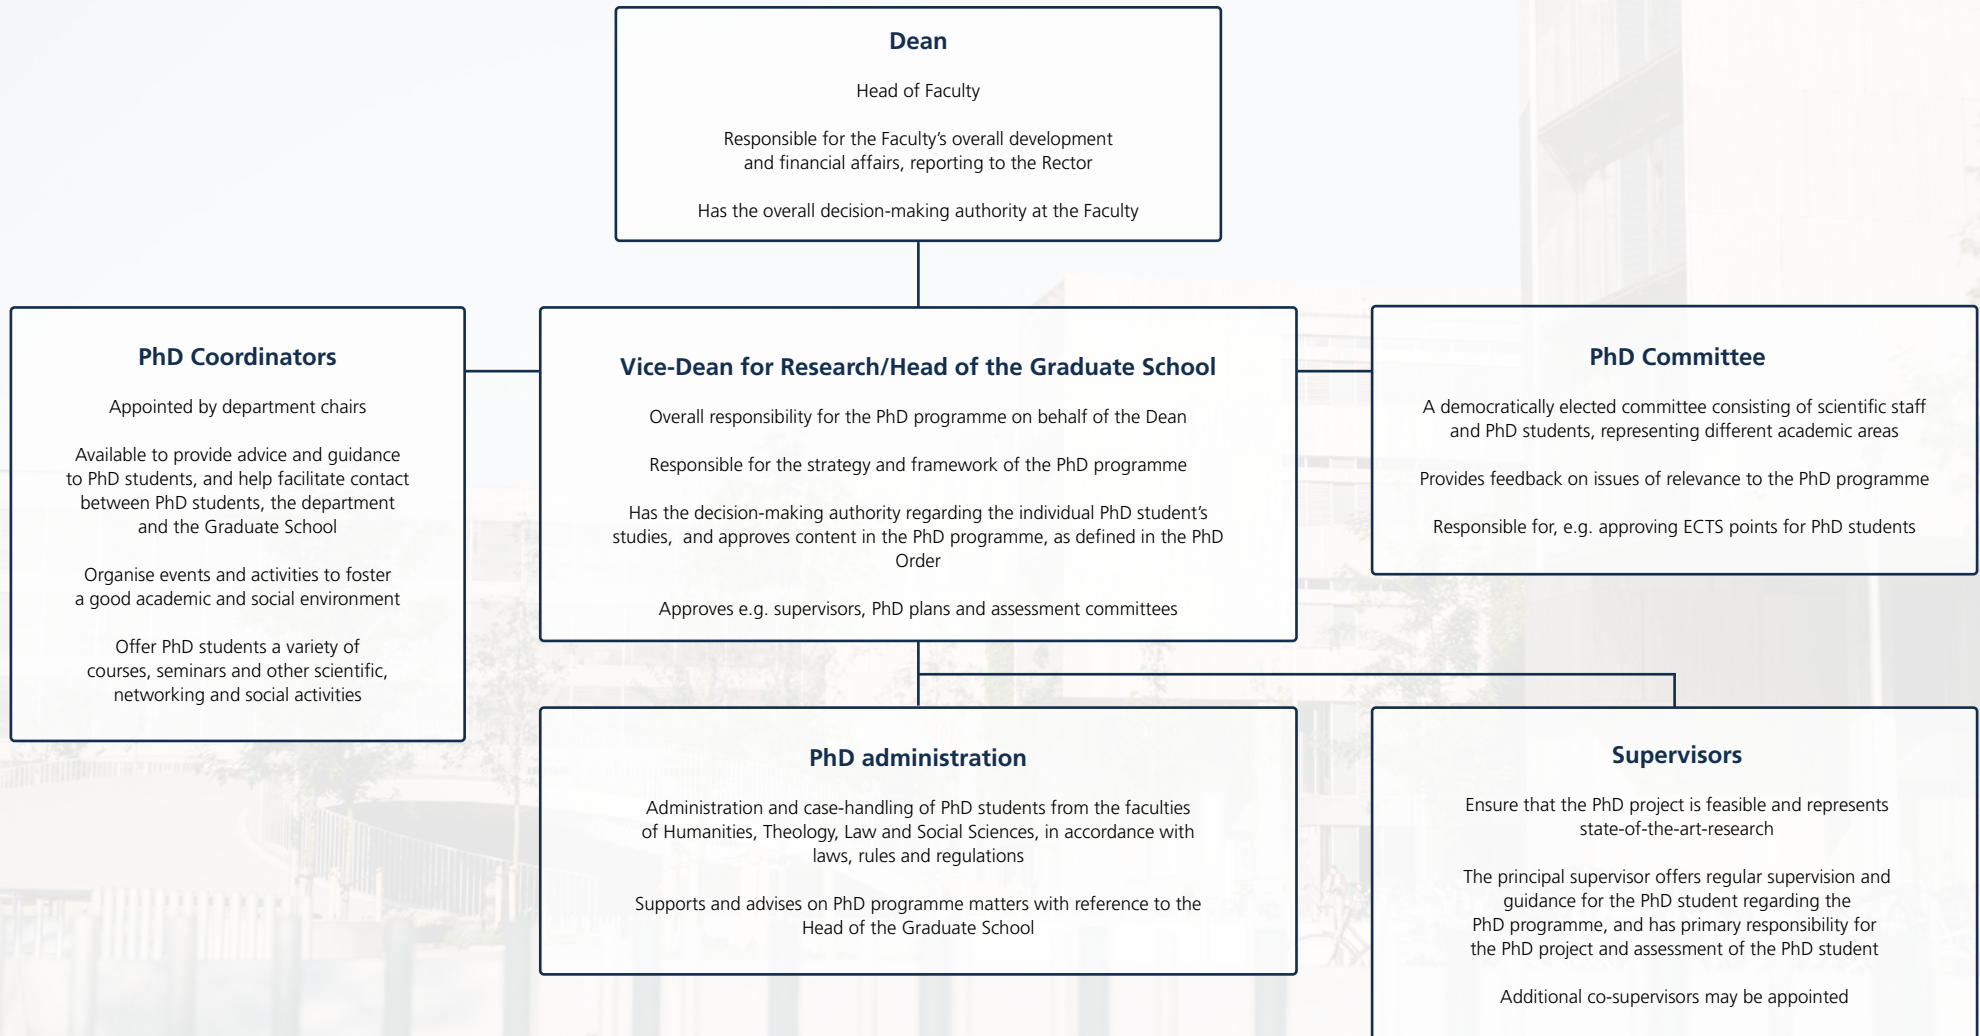 Dean
Head of Faculty
Responsible for the Faculty’s overall development
and financial affairs, reporting to the Rector
Has the overall decision-making authority at the Faculty
PhD Coordinators
Appointed by department chairs
Available to provide advice and guidance
to PhD students, and help facilitate contact
between PhD students, the department
and the Graduate School
Organise events and activities to foster
a good academic and social environment
Offer PhD students a variety of
courses, seminars and other scientific,
networking and social activities
Vice-Dean for Research/Head of the Graduate School
Overall responsibility for the PhD programme on behalf of the Dean
Responsible for the strategy and framework of the PhD programme
Has the decision-making authority regarding the individual PhD student’s
studies,  and approves content in the PhD programme, as defined in the PhD
Order
Approves e.g. supervisors, PhD plans and assessment committees
PhD Committee
A democratically elected committee consisting of scientific staff
and PhD students, representing different academic areas
Provides feedback on issues of relevance to the PhD programme
Responsible for, e.g. approving ECTS points for PhD students
PhD administration
Administration and case-handling of PhD students from the faculties
of Humanities, Theology, Law and Social Sciences, in accordance with
laws, rules and regulations
Supports and advises on PhD programme matters with reference to the
Head of the Graduate School
Supervisors
Ensure that the PhD project is feasible and represents
state-of-the-art-research
The principal supervisor offers regular supervision and
guidance for the PhD student regarding the
PhD programme, and has primary responsibility for
the PhD project and assessment of the PhD student
Additional co-supervisors may be appointed